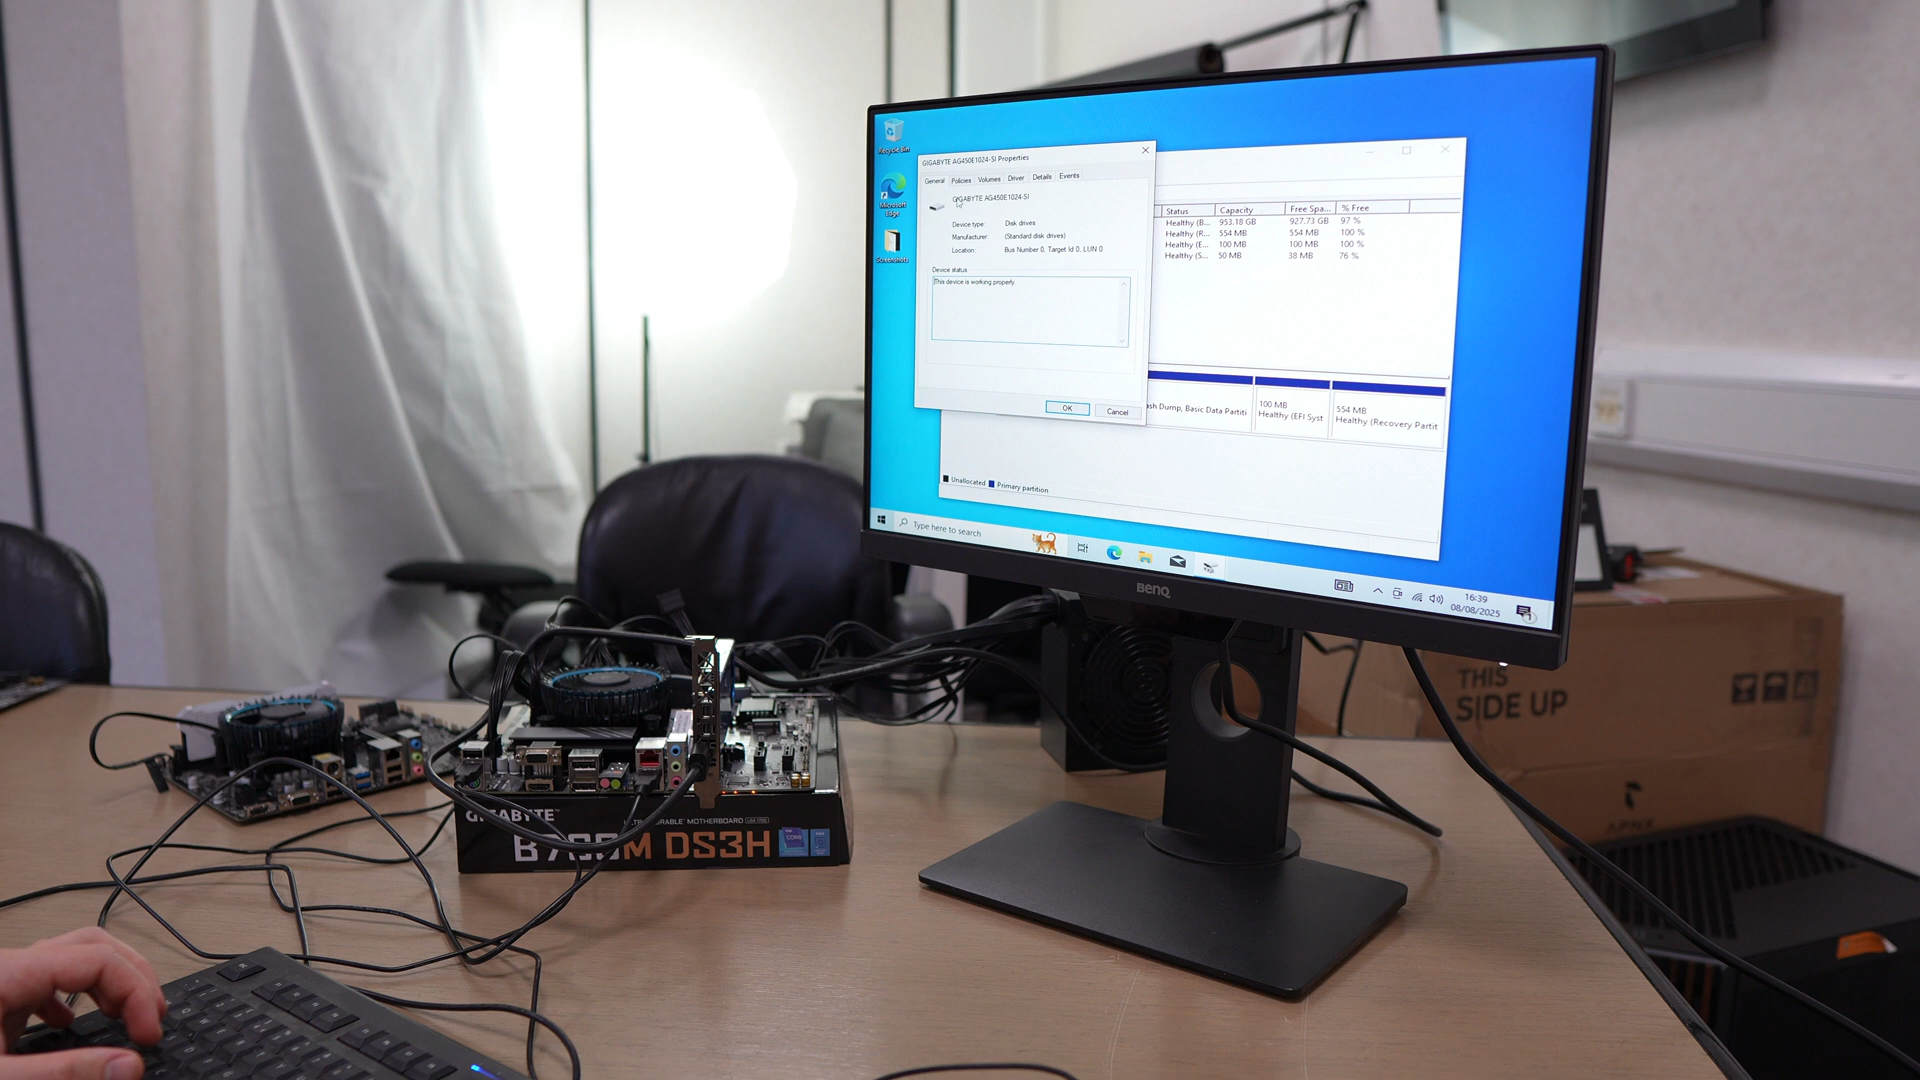 Recycle Bin
Microsoft
Edge
Screenshots
GIGABYTE AG450E1024-SI Properties
General Policies Volumes Driver Details Events
GIGABYTE AG450E1024-SI
Device type: Disk drives
Manufacturer: (Standard disk drives)
Location: Bus Number 0, Target Id 0, LUN 0
Device status
This device is working properly.
OK Cancel
Status Capacity Free Spa... % Free
Healthy (B... 953.18 GB 927.73 GB 97 %
Healthy (R... 554 MB 554 MB 100 %
Healthy (E... 100 MB 100 MB 100 %
Healthy (S... 50 MB 38 MB 76 %
ash Dump, Basic Data Partiti
100 MB
Healthy (EFI Syst
554 MB
Healthy (Recovery Partit
Unallocated Primary partition
Type here to search
16:39
08/08/2025
BenQ
THIS
SIDE UP
GIGABYTE™
MOTHERBOARD
DS3H